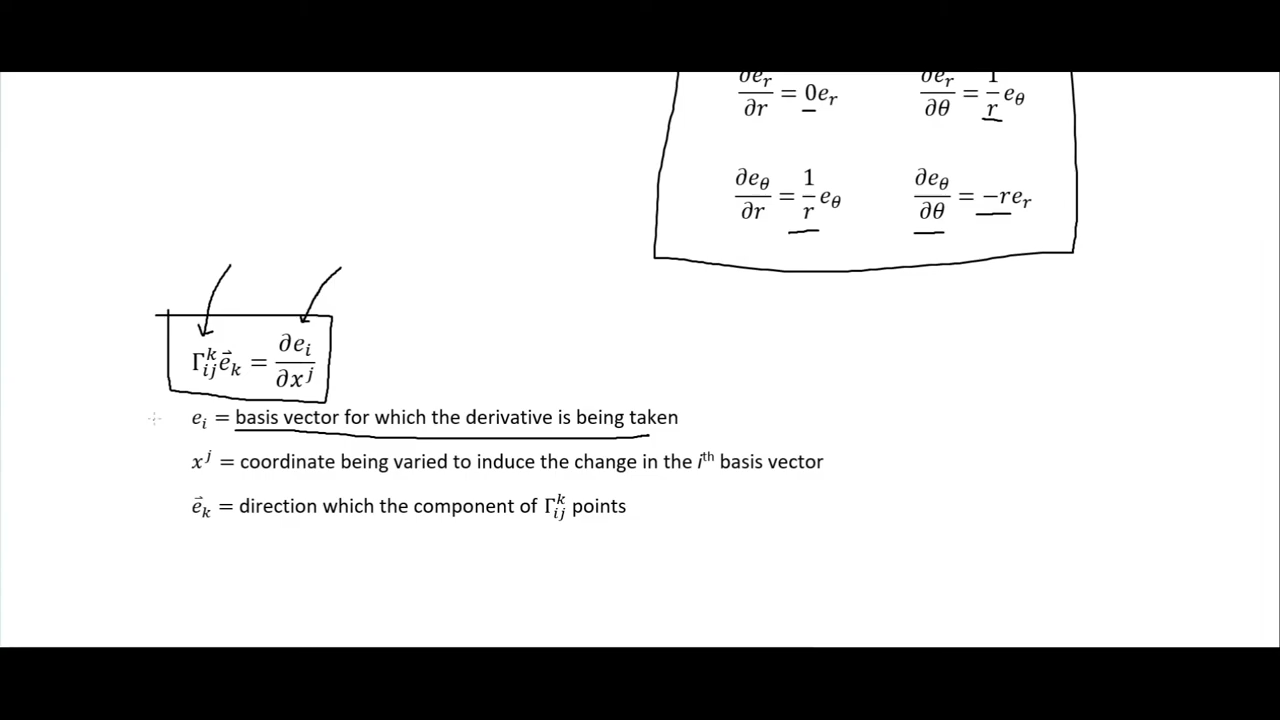 ∂e_r/∂r = 0e_r    ∂e_r/∂θ = 1/r e_θ
∂e_θ/∂r = 1/r e_θ    ∂e_θ/∂θ = −re_r
Γ^k_ij e⃗_k = ∂e_i/∂x^j
e_i = basis vector for which the derivative is being taken
x^j = coordinate being varied to induce the change in the i^th basis vector
e⃗_k = direction which the component of Γ^k_ij points